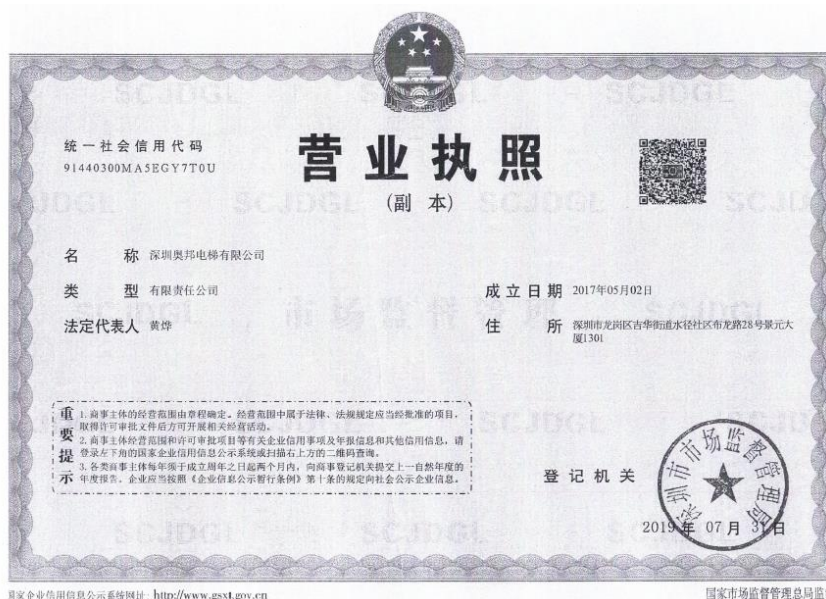 统一社会信用代码
91440300MA5EGY7T0U
营业执照
(副 本)
名 称 深圳奥邦电梯有限公司
类 型 有限责任公司
法定代表人 黄烨
成立日期 2017年05月02日
住 所 深圳市龙岗区吉华街道水径社区布龙路28号景元大
厦1301
重要提示
1. 商事主体的经营范围由章程确定。经营范围中属于法律、法规规定应当经批准的项目,
取得许可审批文件后方可开展相关经营活动。
2. 商事主体经营范围和许可审批项目等有关企业信用事项及年报信息和其他信用信息,请
登录左下角的国家企业信用信息公示系统或扫描右上方的二维码查询。
3. 各类商事主体每年须于成立周年之日起两个月内,向商事登记机关提交上一自然年度的
年度报告。企业应当按照《企业信息公示暂行条例》第十条的规定向社会公示企业信息。
登记机关
深圳市市场监督管理局
2019年 07月 31日
国家企业信用信息公示系统网址: http://www.gsxt.gov.cn
国家市场监督管理总局监
SCJDGL
市场监督管理